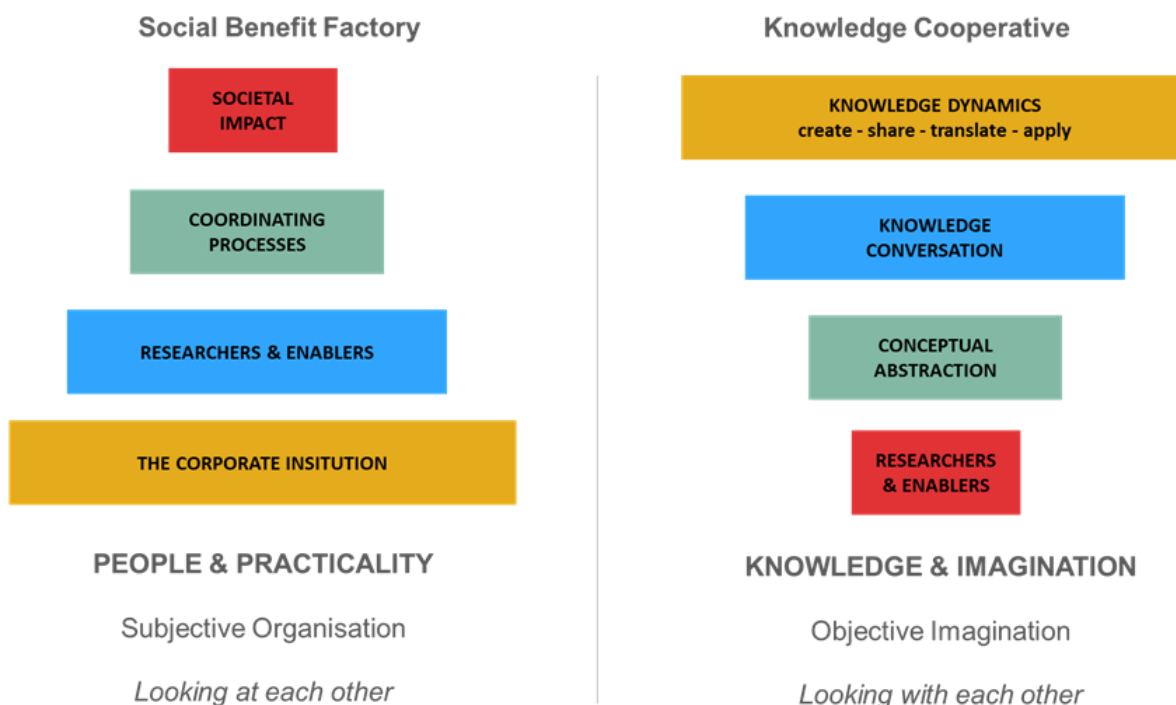 Social Benefit Factory
SOCIETAL
IMPACT
COORDINATING
PROCESSES
RESEARCHERS & ENABLERS
THE CORPORATE INSITUTION
PEOPLE & PRACTICALITY
Subjective Organisation
Looking at each other
Knowledge Cooperative
KNOWLEDGE DYNAMICS
create - share - translate - apply
KNOWLEDGE
CONVERSATION
CONCEPTUAL
ABSTRACTION
RESEARCHERS
& ENABLERS
KNOWLEDGE & IMAGINATION
Objective Imagination
Looking with each other